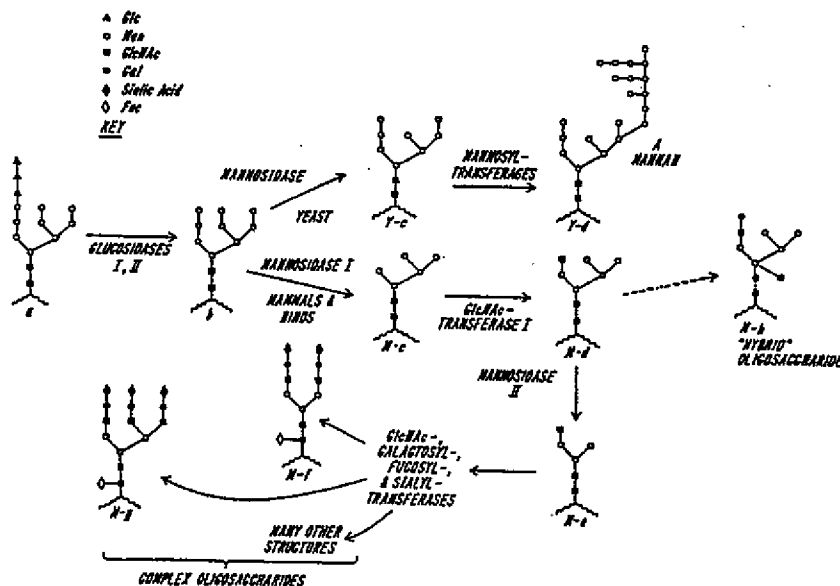 Glc
Man
GlcNAc
Gal
Sialic Acid
Fuc
KEY
MANNOSIDASE
YEAST
MANNOSYL-
TRANSFERASES
A
MANNAN
Y-c
Y-d
GLUCOSIDASES
I, II
a
b
MANNOSIDASE I
MAMMALS &
BIRDS
M-c
GlcNAc-
TRANSFERASE I
M-d
M-h
"HYBRID"
OLIGOSACCHARIDE
MANNOSIDASE
II
M-e
GlcNAc-,
GALACTOSYL-,
FUCOSYL-,
& SIALYL-
TRANSFERASES
M-f
M-g
MANY OTHER
STRUCTURES
COMPLEX OLIGOSACCHARIDES